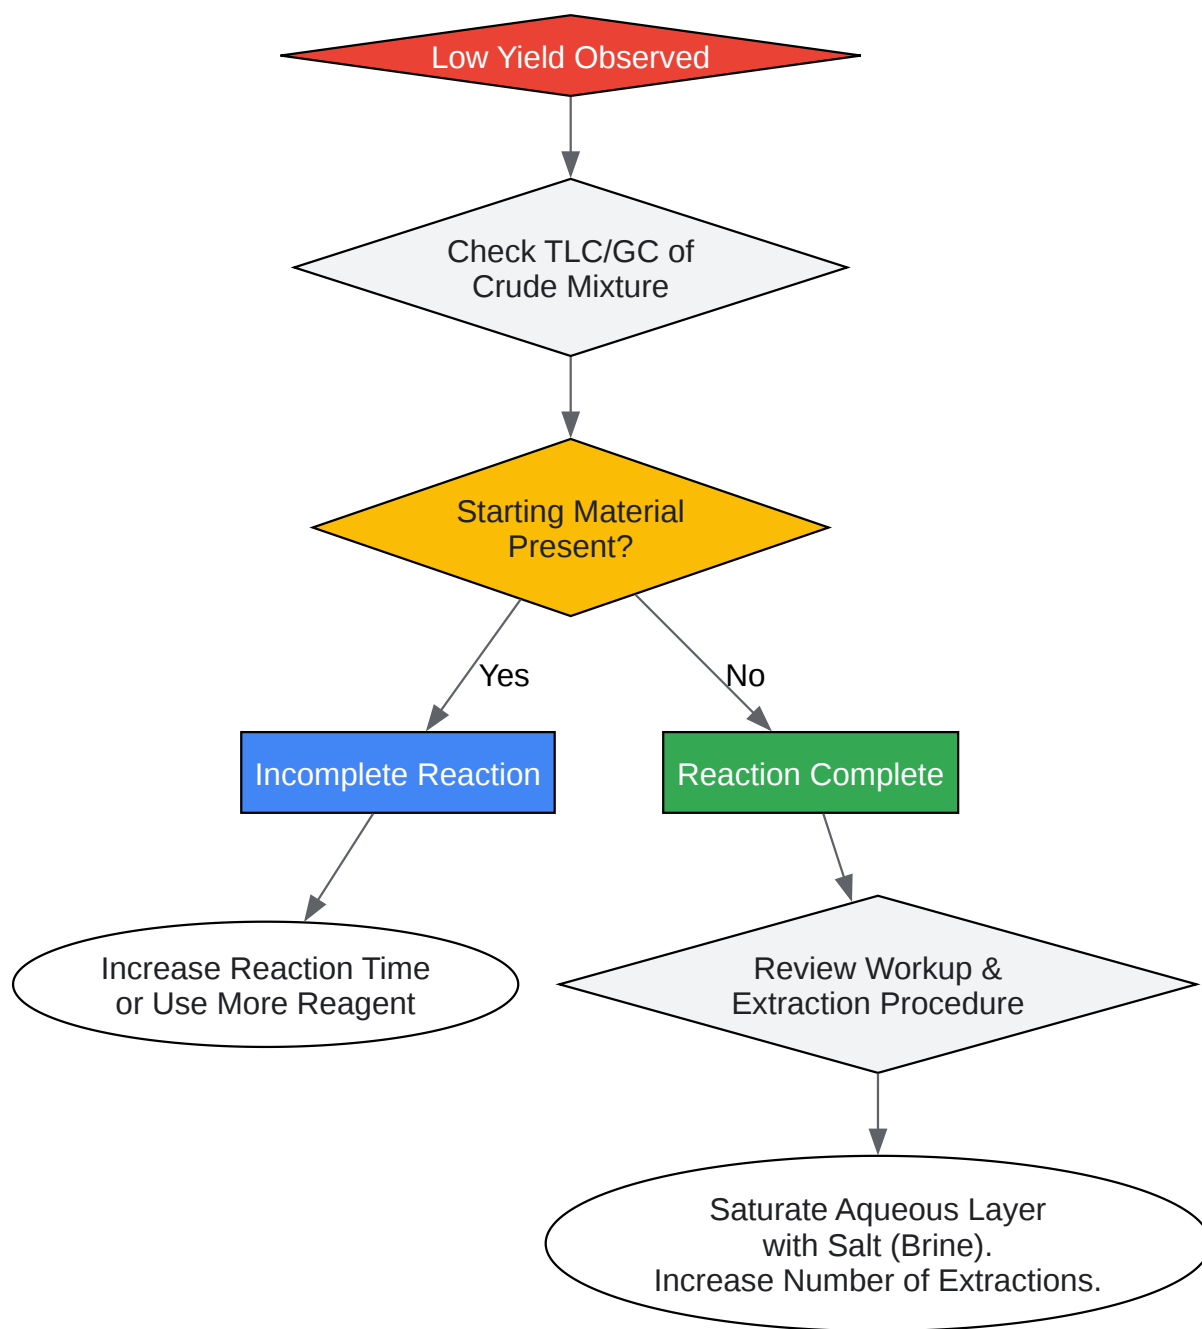 Low Yield Observed
Check TLC/GC of
Crude Mixture
Starting Material
Present?
Yes
No
Incomplete Reaction
Reaction Complete
Increase Reaction Time
or Use More Reagent
Review Workup &
Extraction Procedure
Saturate Aqueous Layer
with Salt (Brine).
Increase Number of Extractions.